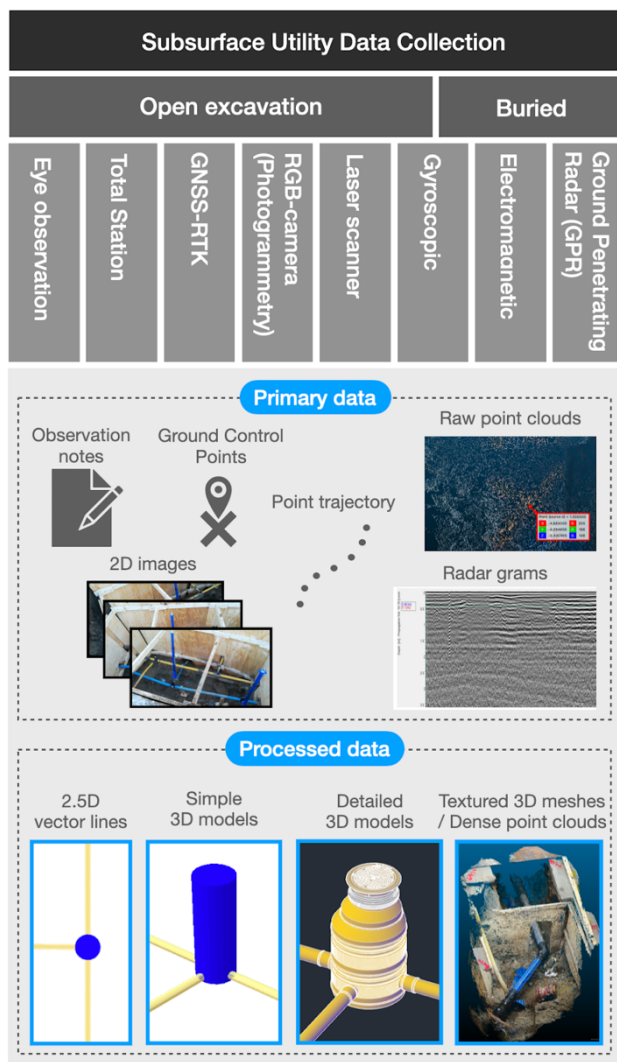 Subsurface Utility Data Collection
Open excavation
Buried
Eye observation
Total Station
GNSS-RTK
RGB-camera
(Photogrammetry)
Laser scanner
Gyroscopic
Electromagnetic
Ground Penetrating
Radar (GPR)
Primary data
Observation
notes
Ground Control
Points
Point trajectory
Raw point clouds
2D images
Radar grams
Processed data
2.5D
vector lines
Simple
3D models
Detailed
3D models
Textured 3D meshes
/ Dense point clouds